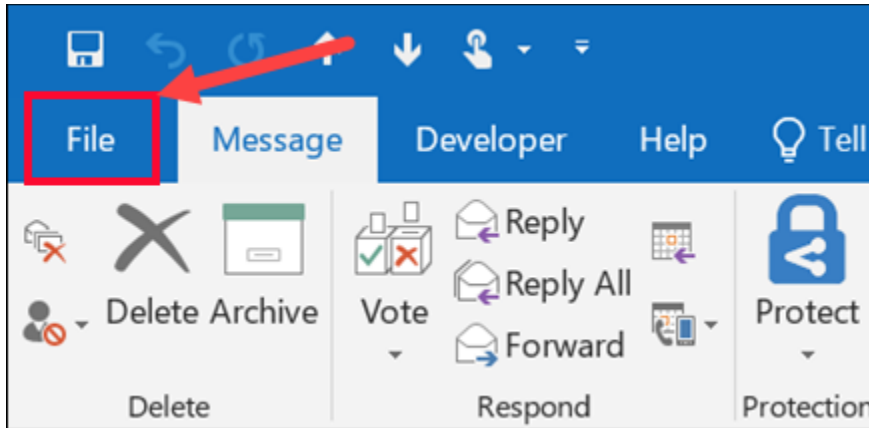 File Message Developer Help Tell
Reply
Reply All
Delete Archive Vote Forward Protect
Delete Respond Protection